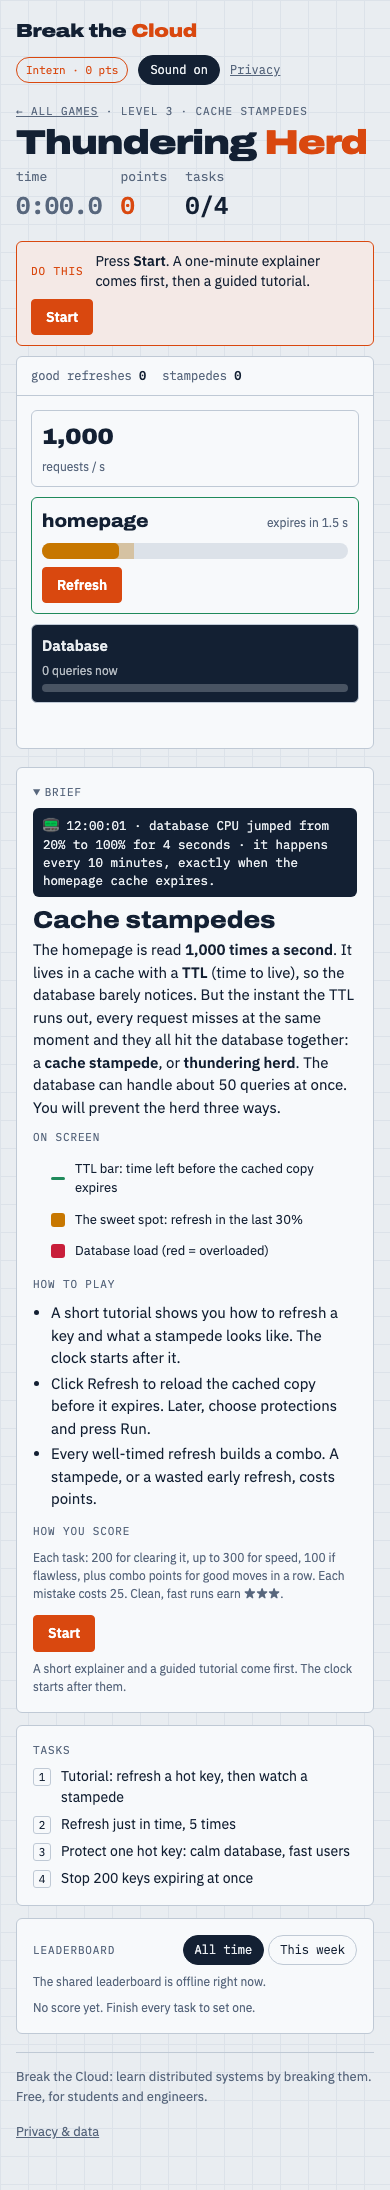 Break the Cloud
Intern · 0 pts
Sound on
Privacy
← ALL GAMES · LEVEL 3 · CACHE STAMPEDES
Thundering Herd
time points tasks
0:00.0 0 0/4
DO THIS
Press Start. A one-minute explainer
comes first, then a guided tutorial.
Start
good refreshes 0 stampedes 0
1,000
requests / s
homepage
expires in 1.5 s
Refresh
Database
0 queries now
▼ BRIEF
12:00:01 · database CPU jumped from
20% to 100% for 4 seconds · it happens
every 10 minutes, exactly when the
homepage cache expires.
Cache stampedes
The homepage is read 1,000 times a second. It
lives in a cache with a TTL (time to live), so the
database barely notices. But the instant the TTL
runs out, every request misses at the same
moment and they all hit the database together:
a cache stampede, or thundering herd. The
database can handle about 50 queries at once.
You will prevent the herd three ways.
ON SCREEN
TTL bar: time left before the cached copy
expires
The sweet spot: refresh in the last 30%
Database load (red = overloaded)
HOW TO PLAY
• A short tutorial shows you how to refresh a
key and what a stampede looks like. The
clock starts after it.
• Click Refresh to reload the cached copy
before it expires. Later, choose protections
and press Run.
• Every well-timed refresh builds a combo. A
stampede, or a wasted early refresh, costs
points.
HOW YOU SCORE
Each task: 200 for clearing it, up to 300 for speed, 100 if
flawless, plus combo points for good moves in a row. Each
mistake costs 25. Clean, fast runs earn ★★★.
Start
A short explainer and a guided tutorial come first. The clock
starts after them.
TASKS
1 Tutorial: refresh a hot key, then watch a
stampede
2 Refresh just in time, 5 times
3 Protect one hot key: calm database, fast users
4 Stop 200 keys expiring at once
LEADERBOARD
All time
This week
The shared leaderboard is offline right now.
No score yet. Finish every task to set one.
Break the Cloud: learn distributed systems by breaking them.
Free, for students and engineers.
Privacy & data